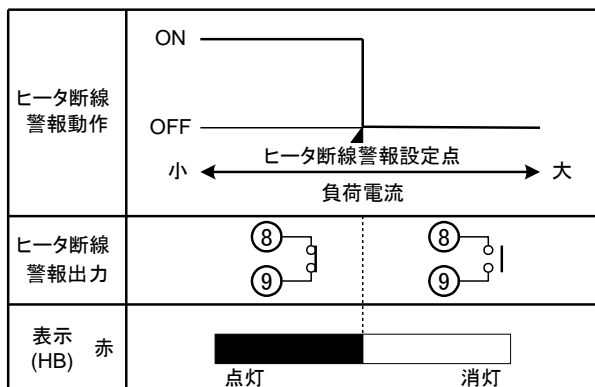 ヒータ断線
警報動作
ON
OFF
ヒータ断線警報設定点
小 大
負荷電流
ヒータ断線
警報出力
⑧ ⑧
⑨ ⑨
表示 赤
(HB)
点灯 消灯